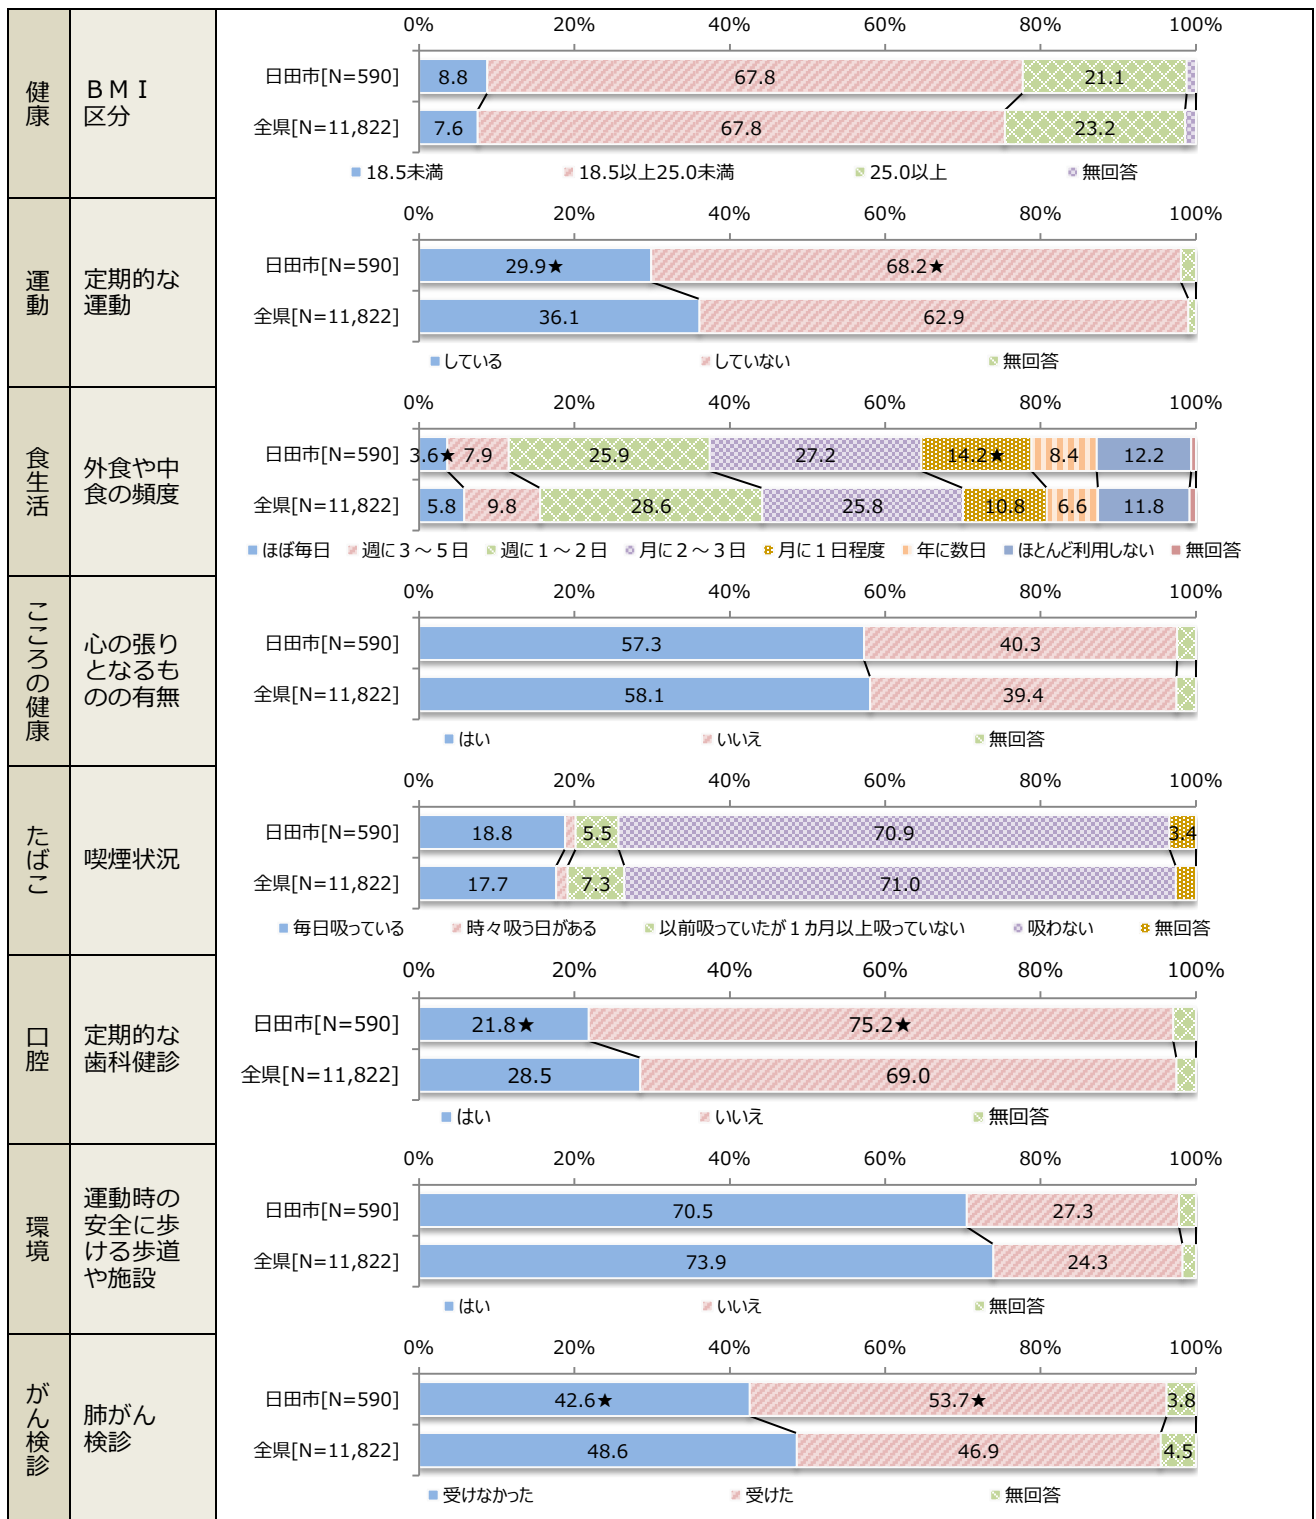 健康
ＢＭＩ
区分
0% 20% 40% 60% 80% 100%
日田市[N=590] 8.8 67.8 21.1
全県[N=11,822] 7.6 67.8 23.2
18.5未満 18.5以上25.0未満 25.0以上 無回答
運動
定期的な
運動
0% 20% 40% 60% 80% 100%
日田市[N=590] 29.9★ 68.2★
全県[N=11,822] 36.1 62.9
している していない 無回答
食生活
外食や中
食の頻度
0% 20% 40% 60% 80% 100%
日田市[N=590] 3.6★ 7.9 25.9 27.2 14.2★ 8.4 12.2
全県[N=11,822] 5.8 9.8 28.6 25.8 10.8 6.6 11.8
ほぼ毎日 週に３～５日 週に１～２日 月に２～３日 月に１日程度 年に数日 ほとんど利用しない 無回答
こころの健康
心の張り
となるも
のの有無
0% 20% 40% 60% 80% 100%
日田市[N=590] 57.3 40.3
全県[N=11,822] 58.1 39.4
はい いいえ 無回答
たばこ
喫煙状況
0% 20% 40% 60% 80% 100%
日田市[N=590] 18.8 5.5 70.9 3.4
全県[N=11,822] 17.7 7.3 71.0
毎日吸っている 時々吸う日がある 以前吸っていたが１カ月以上吸っていない 吸わない 無回答
口腔
定期的な
歯科健診
0% 20% 40% 60% 80% 100%
日田市[N=590] 21.8★ 75.2★
全県[N=11,822] 28.5 69.0
はい いいえ 無回答
環境
運動時の
安全に歩
ける歩道
や施設
0% 20% 40% 60% 80% 100%
日田市[N=590] 70.5 27.3
全県[N=11,822] 73.9 24.3
はい いいえ 無回答
がん検診
肺がん
検診
0% 20% 40% 60% 80% 100%
日田市[N=590] 42.6★ 53.7★ 3.8
全県[N=11,822] 48.6 46.9 4.5
受けなかった 受けた 無回答